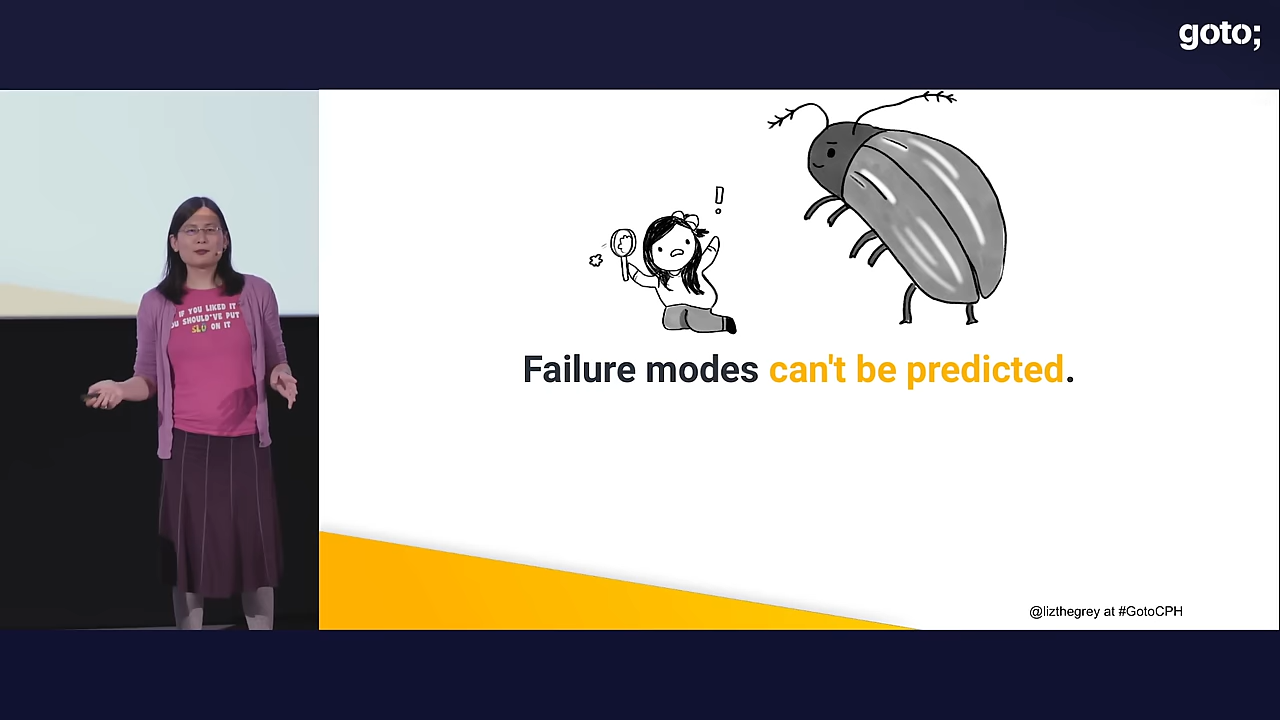 goto;
IF YOU LIKED IT
YOU SHOULD'VE PUT
SLO ON IT
!
Failure modes can't be predicted.
@lizthegrey at #GotoCPH